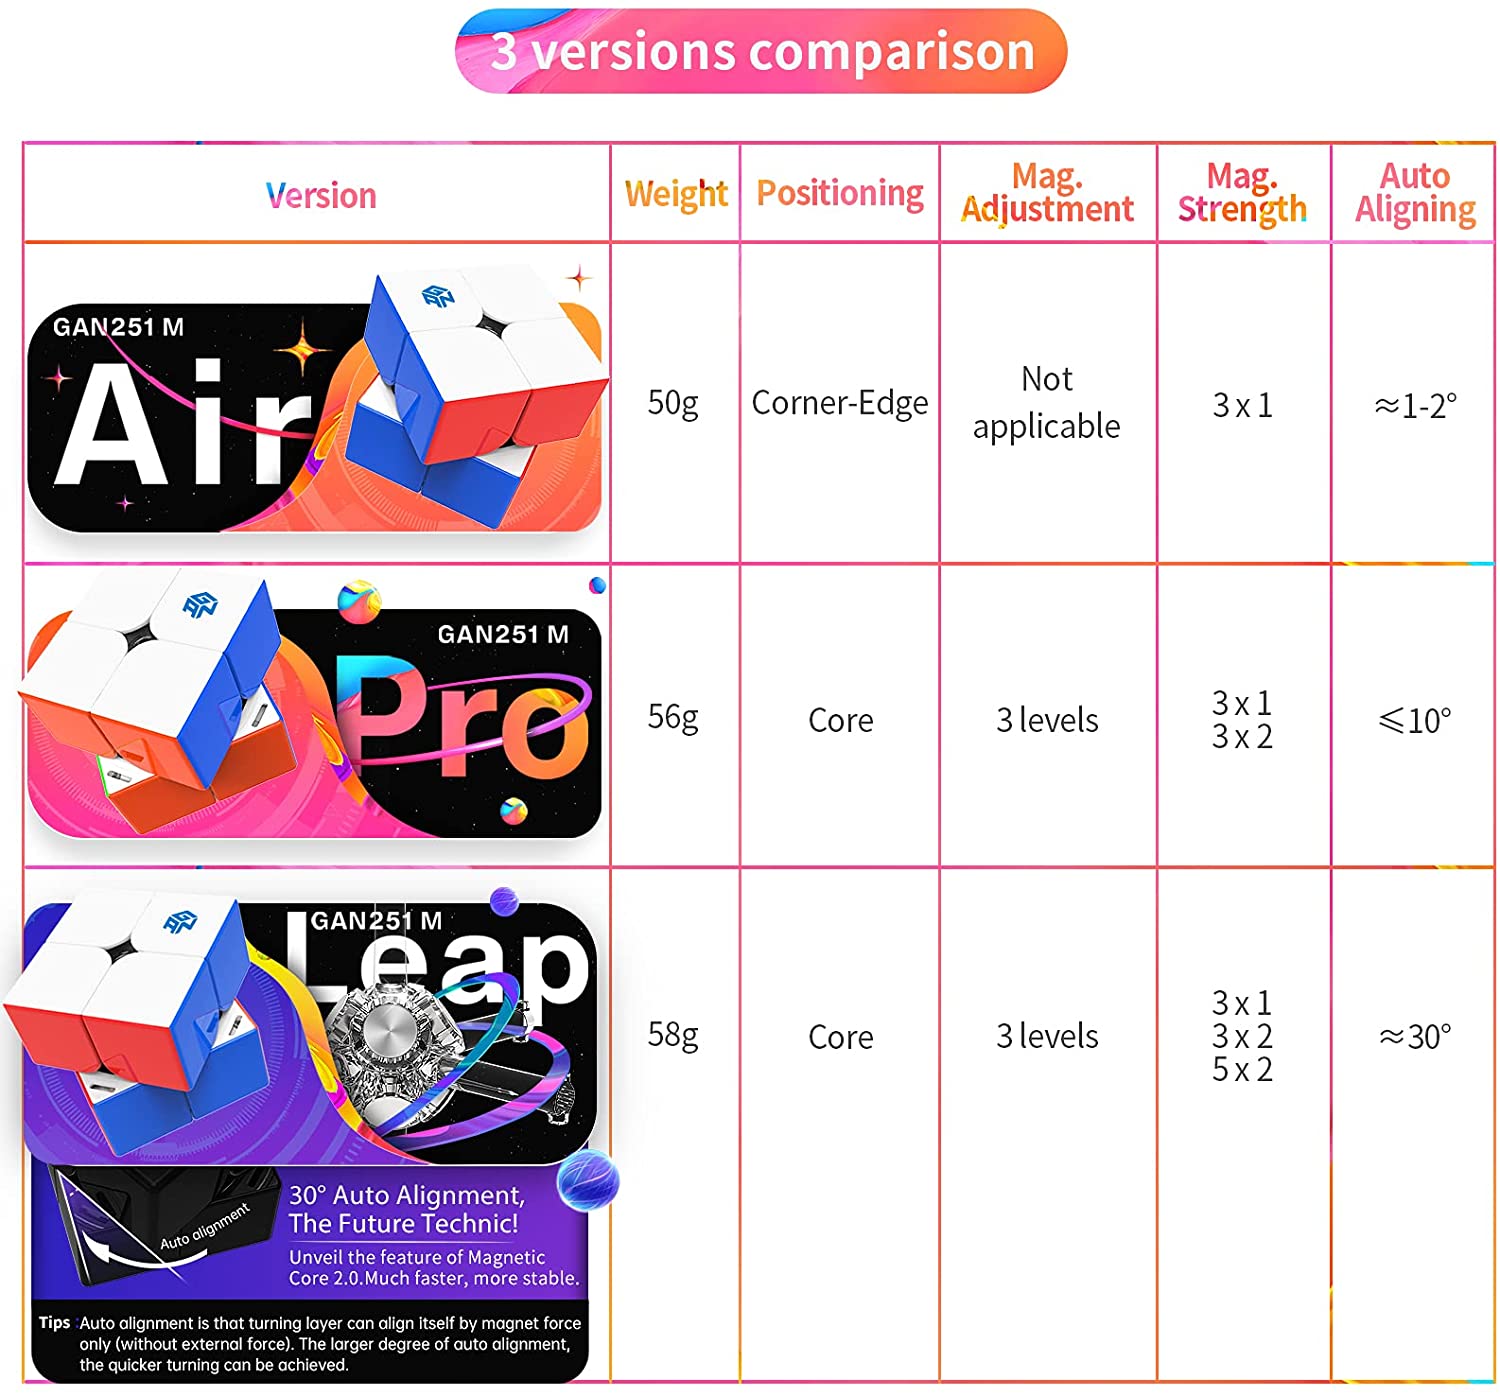 3 versions comparison
Version
Weight
Positioning
Mag.
Adjustment
Mag.
Strength
Auto
Aligning
GAN
GAN251 M
Air
50g
Corner-Edge
Not
applicable
3 x 1
≈1-2°
GAN
GAN251 M
Pro
56g
Core
3 levels
3 x 1
3 x 2
⩽10°
GAN
GAN251 M
Leap
58g
Core
3 levels
3 x 1
3 x 2
5 x 2
≈30°
Auto alignment
30° Auto Alignment,
The Future Technic!
Unveil the feature of Magnetic
Core 2.0.Much faster, more stable.
Tips :Auto alignment is that turning layer can align itself by magnet force
only (without external force). The larger degree of auto alignment,
the quicker turning can be achieved.